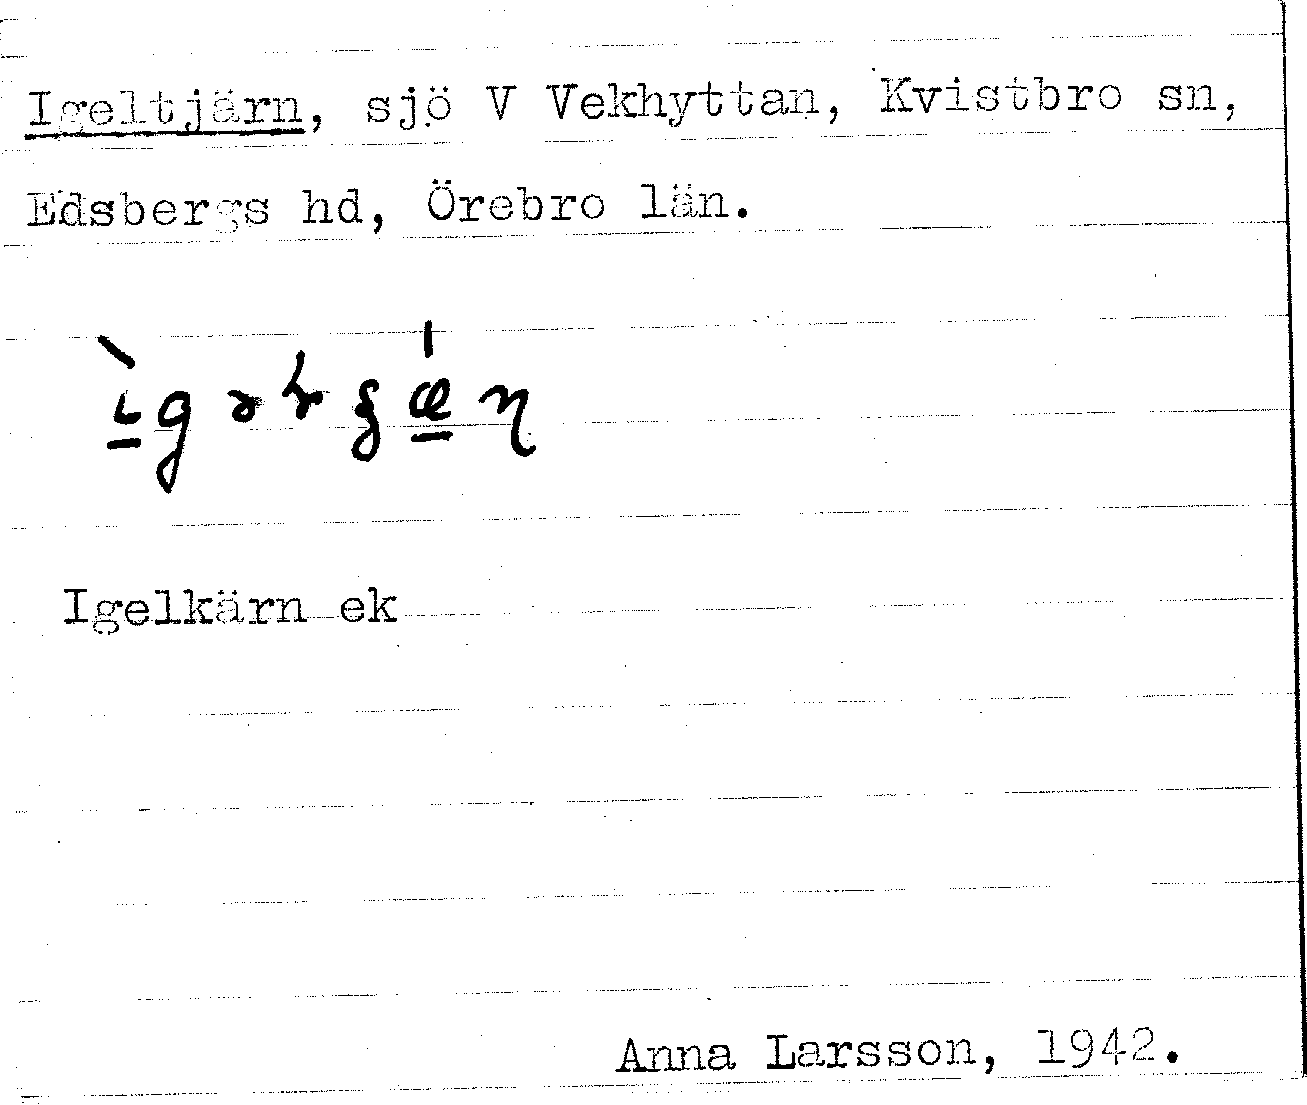 Igeltjärn, sjö V Vekhyttan, Kvistbro sn,
Edsbergs hd, Örebro län.
Igelkärn ek
Anna Larsson, 1942.